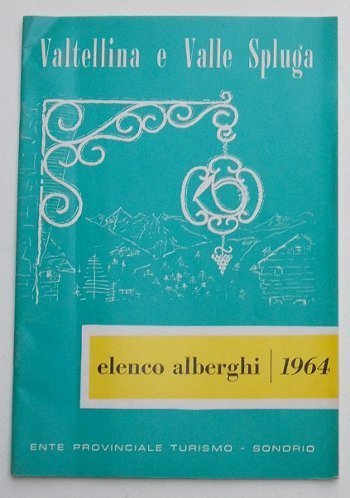 Valtellina e Valle Spluga
elenco alberghi | 1964
ENTE PROVINCIALE TURISMO - SONDRIO